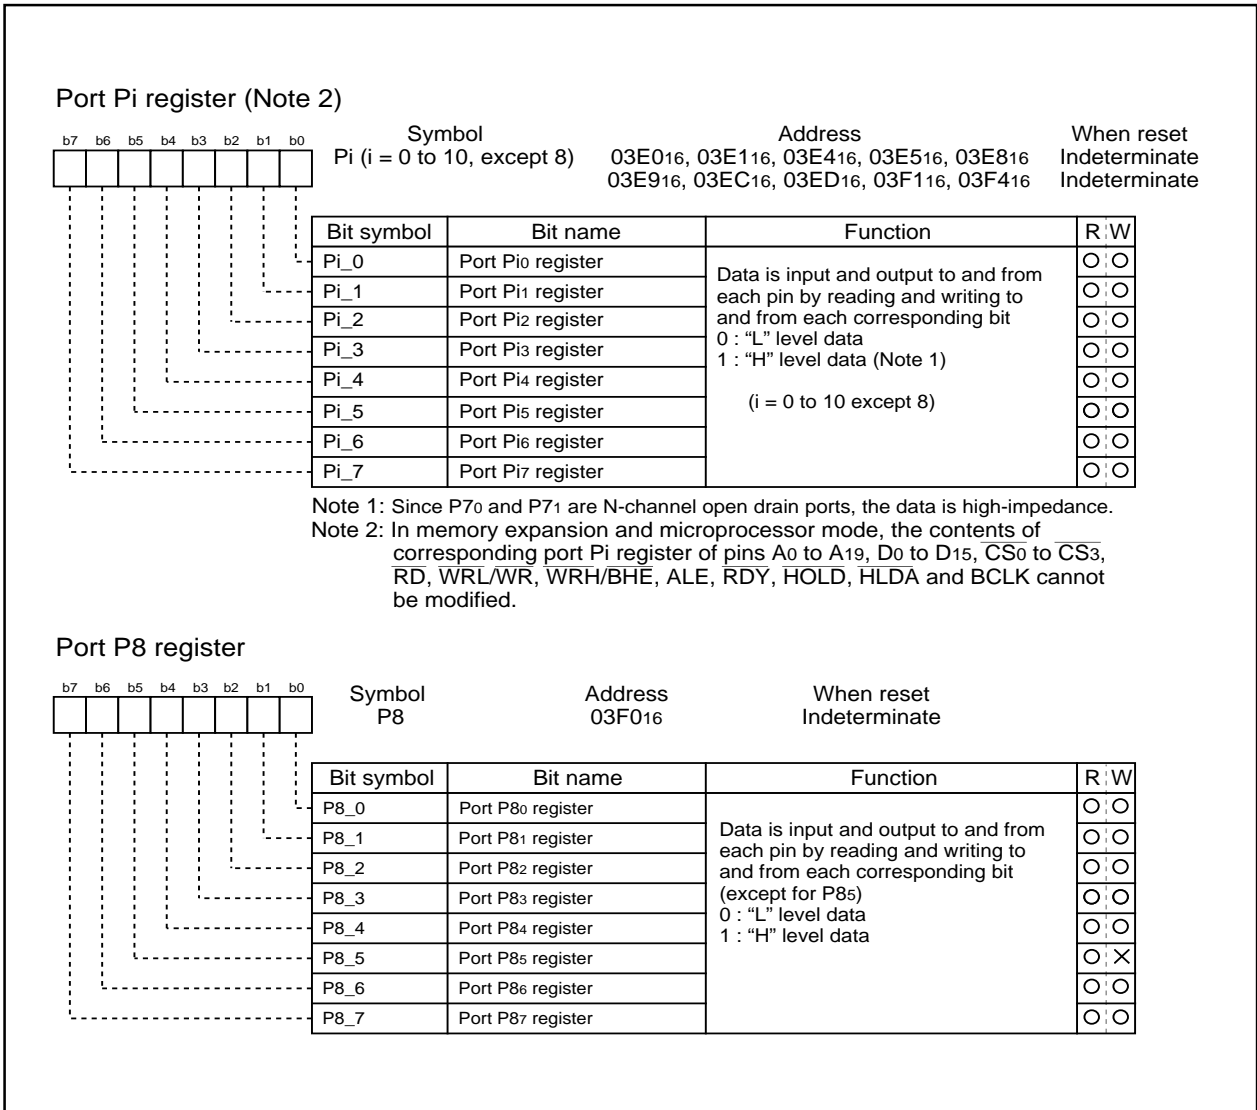 Port Pi register (Note 2)
b7 b6 b5 b4 b3 b2 b1 b0
Symbol Address When reset
Pi (i = 0 to 10, except 8) 03E016, 03E116, 03E416, 03E516, 03E816 Indeterminate
03E916, 03EC16, 03ED16, 03F116, 03F416 Indeterminate
Bit symbol Bit name Function R W
Pi_0 Port Pi0 register
Pi_1 Port Pi1 register
Pi_2 Port Pi2 register
Pi_3 Port Pi3 register
Pi_4 Port Pi4 register
Pi_5 Port Pi5 register
Pi_6 Port Pi6 register
Pi_7 Port Pi7 register
Data is input and output to and from
each pin by reading and writing to
and from each corresponding bit
0 : “L” level data
1 : “H” level data (Note 1)
(i = 0 to 10 except 8)
Note 1: Since P70 and P71 are N-channel open drain ports, the data is high-impedance.
Note 2: In memory expansion and microprocessor mode, the contents of
corresponding port Pi register of pins A0 to A19, D0 to D15, CS0 to CS3,
RD, WRL/WR, WRH/BHE, ALE, RDY, HOLD, HLDA and BCLK cannot
be modified.
Port P8 register
b7 b6 b5 b4 b3 b2 b1 b0
Symbol Address When reset
P8 03F016 Indeterminate
Bit symbol Bit name Function R W
P8_0 Port P80 register
P8_1 Port P81 register
P8_2 Port P82 register
P8_3 Port P83 register
P8_4 Port P84 register
P8_5 Port P85 register
P8_6 Port P86 register
P8_7 Port P87 register
Data is input and output to and from
each pin by reading and writing to
and from each corresponding bit
(except for P85)
0 : “L” level data
1 : “H” level data